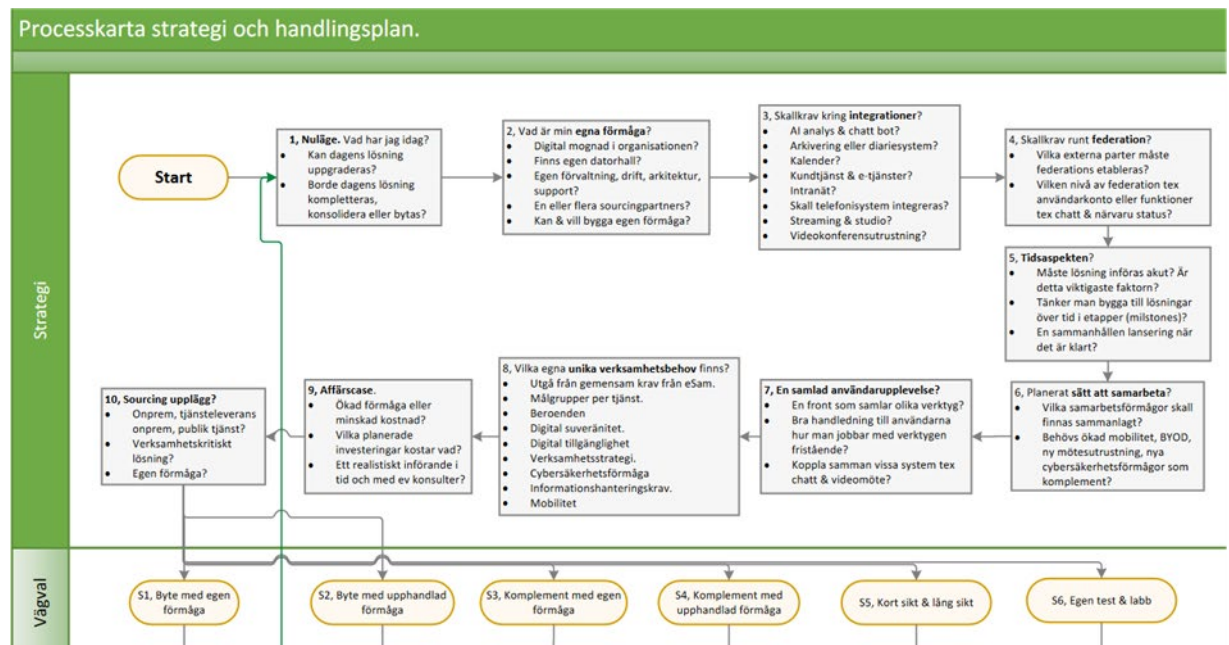 Processkarta strategi och handlingsplan.
Strategi
Start
1, Nuläge. Vad har jag idag?
• Kan dagens lösning
uppgraderas?
• Borde dagens lösning
kompletteras,
konsolidera eller bytas?
2, Vad är min egna förmåga?
• Digital mognad i organisationen?
• Finns egen datorhall?
• Egen förvaltning, drift, arkitektur,
support?
• En eller flera sourcingpartners?
• Kan & vill bygga egen förmåga?
3, Skallkrav kring integrationer?
• AI analys & chatt bot?
• Arkivering eller diariesystem?
• Kalender?
• Kundtjänst & e-tjänster?
• Intranät?
• Skall telefonisystem integreras?
• Streaming & studio?
• Videokonferensutrustning?
4, Skallkrav runt federation?
• Vilka externa parter måste
federations etableras?
• Vilken nivå av federation tex
användarkonto eller funktioner
tex chatt & närvaru status?
5, Tidsaspekten?
• Måste lösning införas akut? Är
detta viktigaste faktorn?
• Tänker man bygga till lösningar
över tid i etapper (milstones)?
• En sammanhållen lansering när
det är klart?
6, Planerat sätt att samarbeta?
• Vilka samarbetsförmågor skall
finnas sammanlagt?
• Behövs ökad mobilitet, BYOD,
ny mötesutrustning, nya
cybersäkerhetsförmågor som
komplement?
7, En samlad användarupplevelse?
• En front som samlar olika verktyg?
• Bra handledning till användarna
hur man jobbar med verktygen
fristående?
• Koppla samman vissa system tex
chatt & videomöte?
8, Vilka egna unika verksamhetsbehov finns?
• Utgå från gemensam krav från eSam.
• Målgrupper per tjänst.
• Beroenden
• Digital suveränitet.
• Digital tillgänglighet
• Verksamhetsstrategi.
• Cybersäkerhetsförmåga
• Informationshanteringskrav.
• Mobilitet
9, Affärscase.
• Ökad förmåga eller
minskad kostnad?
• Vilka planerade
investeringar kostar vad?
• Ett realistiskt införande i
tid och med ev konsulter?
10, Sourcing upplägg?
• Onprem, tjänsteleverans
onprem, publik tjänst?
• Verksamhetskritiskt
lösning?
• Egen förmåga?
Vägval
S1, Byte med egen
förmåga
S2, Byte med upphandlad
förmåga
S3, Komplement med egen
förmåga
S4, Komplement med
upphandlad förmåga
S5, Kort sikt & lång sikt
S6, Egen test & labb